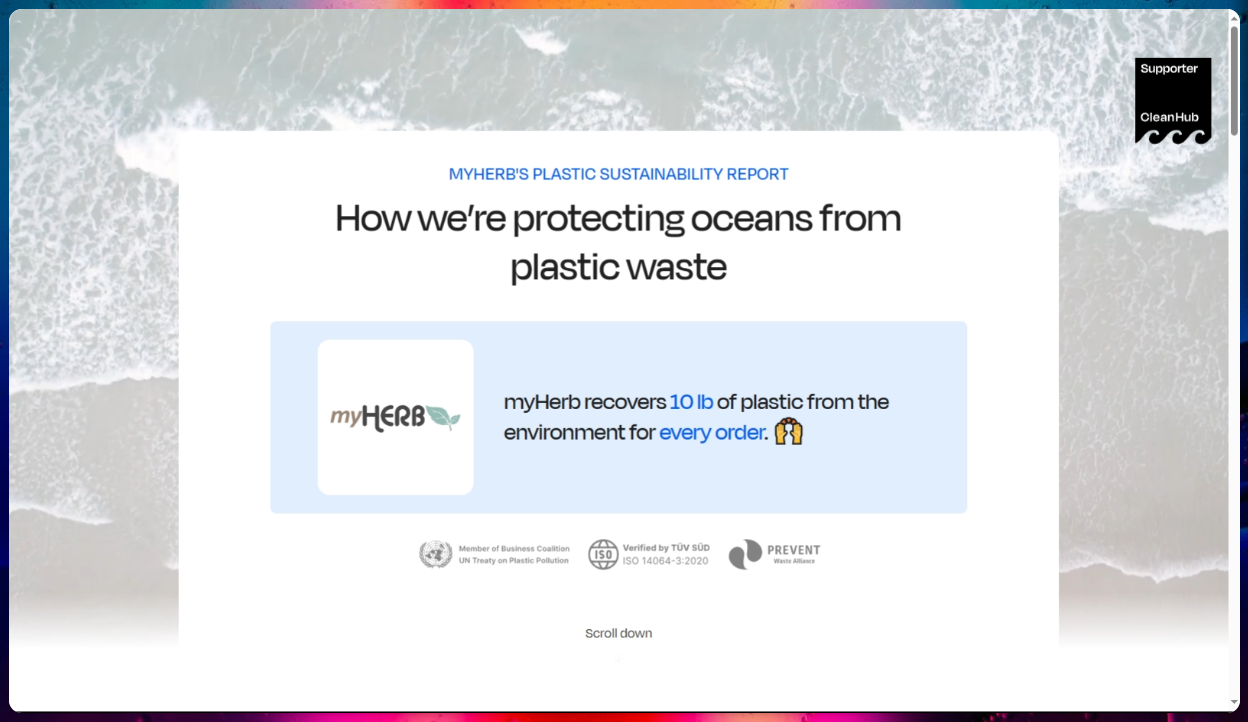 Supporter
CleanHub
MYHERB'S PLASTIC SUSTAINABILITY REPORT
How we’re protecting oceans from
plastic waste
myHERB
myHerb recovers 10 lb of plastic from the
environment for every order. 🙌
Member of Business Coalition
UN Treaty on Plastic Pollution
ISO
Verified by TÜV SÜD
ISO 14064-3:2020
PREVENT
Waste Alliance
Scroll down